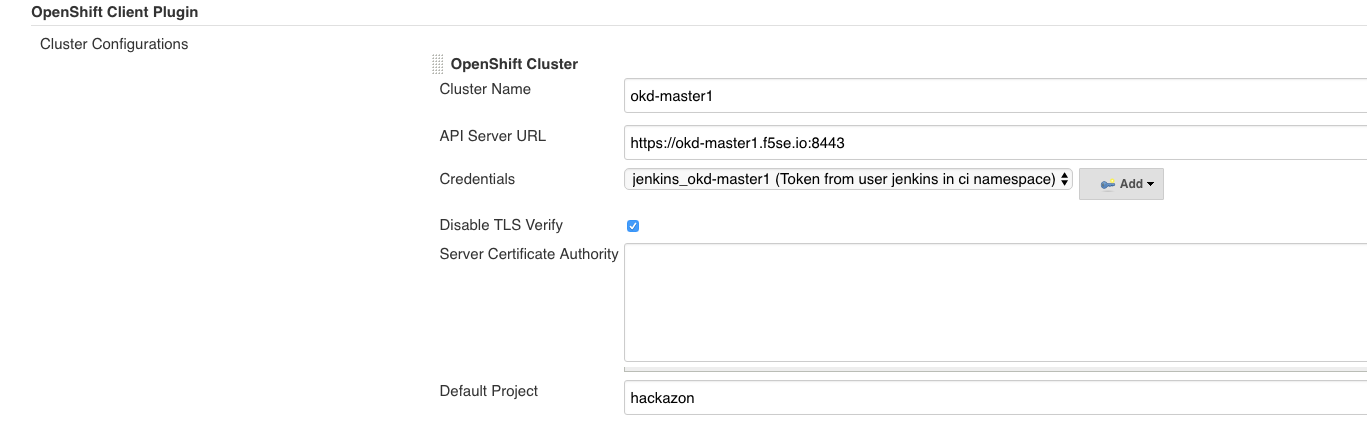 OpenShift Client Plugin
Cluster Configurations
OpenShift Cluster
Cluster Name
okd-master1
API Server URL
https://okd-master1.f5se.io:8443
Credentials
jenkins_okd-master1 (Token from user jenkins in ci namespace)
Add
Disable TLS Verify
Server Certificate Authority
Default Project
hackazon